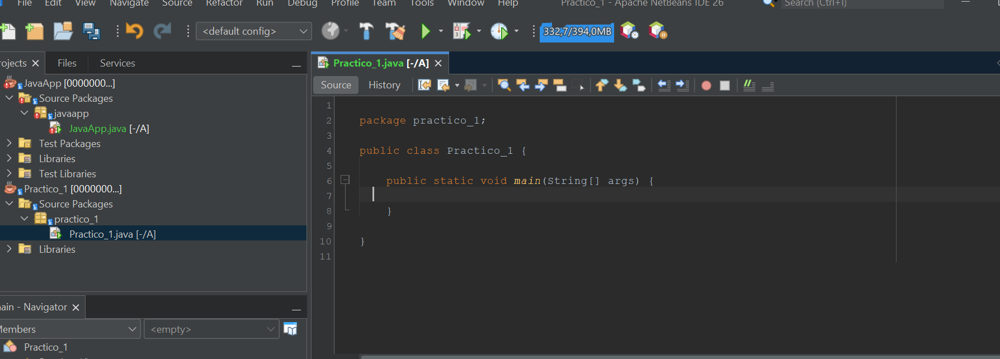 File Edit View Navigate Source Refactor Run Debug Profile Team Tools Window Help Practico_1 - Apache NetBeans IDE 26 Search (Ctrl+I)
<default config> 332,7/394,0MB
rojects Files Services
JavaApp [0000000...]
Source Packages
javaapp
JavaApp.java [-/A]
Test Packages
Libraries
Test Libraries
Practico_1 [0000000...]
Source Packages
practico_1
Practico_1.java [-/A]
Libraries
ain - Navigator
Members <empty>
Practico_1
Practico_1.java [-/A]
Source History
1
2 package practico_1;
3
4 public class Practico_1 {
5
6 public static void main(String[] args) {
7
8 }
9
10 }
11